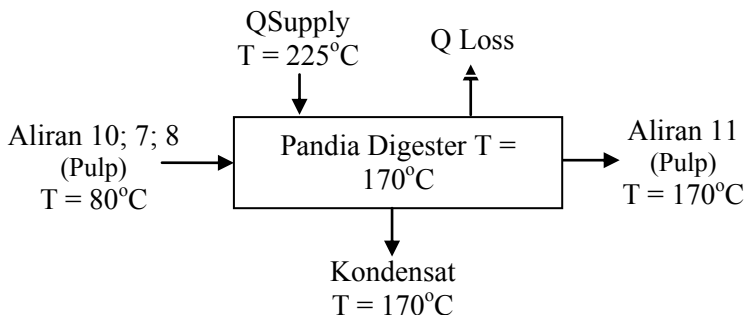 QSupply
T = 225°C
Q Loss
Aliran 10; 7; 8
(Pulp)
T = 80°C
Pandia Digester T =
170°C
Aliran 11
(Pulp)
T = 170°C
Kondensat
T = 170°C